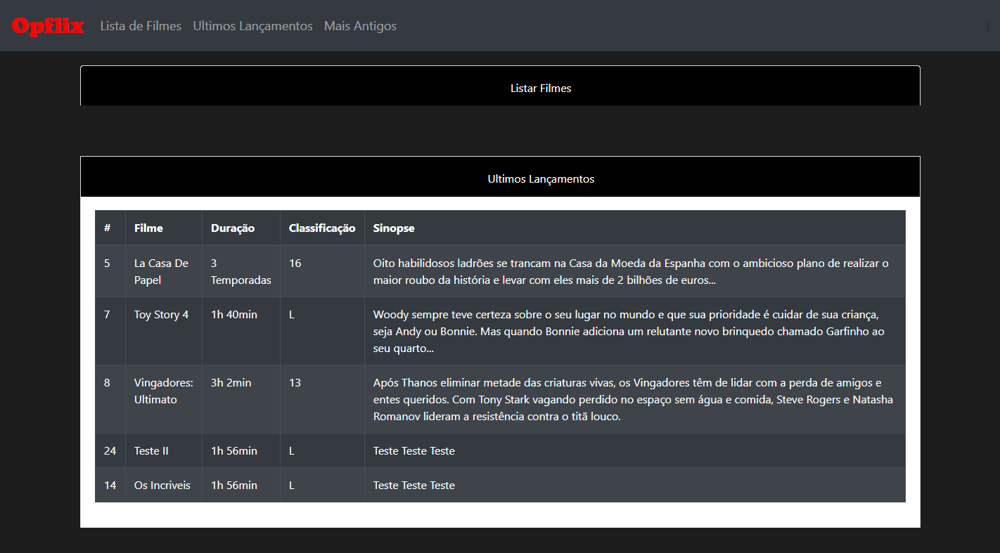 Opflix Lista de Filmes Ultimos Lançamentos Mais Antigos }
Listar Filmes
Ultimos Lançamentos
# Filme Duração Classificação Sinopse
5 La Casa De Papel 3 Temporadas 16 Oito habilidosos ladrões se trancam na Casa da Moeda da Espanha com o ambicioso plano de realizar o
maior roubo da história e levar com eles mais de 2 bilhões de euros...
7 Toy Story 4 1h 40min L Woody sempre teve certeza sobre o seu lugar no mundo e que sua prioridade é cuidar de sua criança,
seja Andy ou Bonnie. Mas quando Bonnie adiciona um relutante novo brinquedo chamado Garfinho ao
seu quarto...
8 Vingadores: Ultimato 3h 2min 13 Após Thanos eliminar metade das criaturas vivas, os Vingadores têm de lidar com a perda de amigos e
entes queridos. Com Tony Stark vagando perdido no espaço sem água e comida, Steve Rogers e Natasha
Romanov lideram a resistência contra o titã louco.
24 Teste II 1h 56min L Teste Teste Teste
14 Os Incriveis 1h 56min L Teste Teste Teste